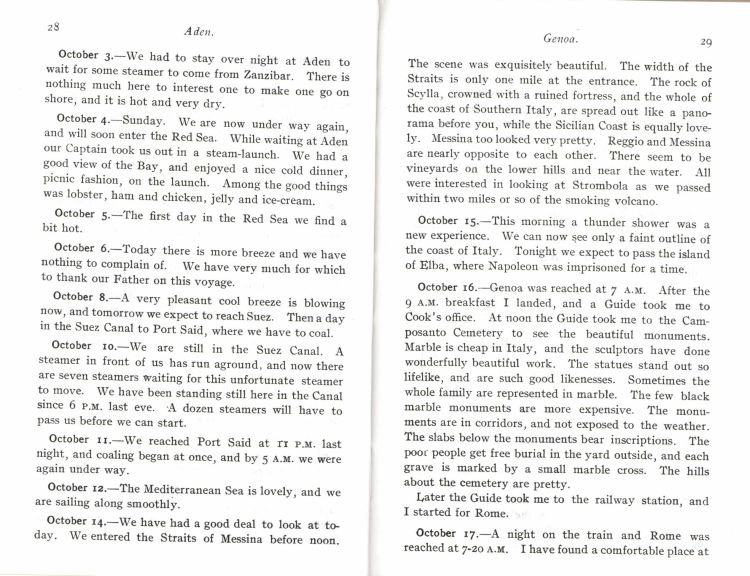 28
Aden.
October 3.—We had to stay over night at Aden to
wait for some steamer to come from Zanzibar. There is
nothing much here to interest one to make one go on
shore, and it is hot and very dry.
October 4.—Sunday. We are now under way again,
and will soon enter the Red Sea. While waiting at Aden
our Captain took us out in a steam-launch. We had a
good view of the Bay, and enjoyed a nice cold dinner,
picnic fashion, on the launch. Among the good things
was lobster, ham and chicken, jelly and ice-cream.
October 5.—The first day in the Red Sea we find a
bit hot.
October 6.—Today there is more breeze and we have
nothing to complain of. We have very much for which
to thank our Father on this voyage.
October 8.—A very pleasant cool breeze is blowing
now, and tomorrow we expect to reach Suez. Then a day
in the Suez Canal to Port Said, where we have to coal.
October 10.—We are still in the Suez Canal. A
steamer in front of us has run aground, and now there
are seven steamers waiting for this unfortunate steamer
to move. We have been standing still here in the Canal
since 6 P.M. last eve. A dozen steamers will have to
pass us before we can start.
October 11.—We reached Port Said at 11 P.M. last
night, and coaling began at once, and by 5 A.M. we were
again under way.
October 12.—The Mediterranean Sea is lovely, and we
are sailing along smoothly.
October 14.—We have had a good deal to look at to-
day. We entered the Straits of Messina before noon.
Genoa.
29
The scene was exquisitely beautiful. The width of the
Straits is only one mile at the entrance. The rock of
Scylla, crowned with a ruined fortress, and the whole of
the coast of Southern Italy, are spread out like a pano-
rama before you, while the Sicilian Coast is equally love-
ly. Messina too looked very pretty. Reggio and Messina
are nearly opposite to each other. There seem to be
vineyards on the lower hills and near the water. All
were interested in looking at Strombola as we passed
within two miles or so of the smoking volcano.
October 15.—This morning a thunder shower was a
new experience. We can now see only a faint outline of
the coast of Italy. Tonight we expect to pass the island
of Elba, where Napoleon was imprisoned for a time.
October 16.—Genoa was reached at 7 A.M. After the
9 A.M. breakfast I landed, and a Guide took me to
Cook's office. At noon the Guide took me to the Cam-
posanto Cemetery to see the beautiful monuments.
Marble is cheap in Italy, and the sculptors have done
wonderfully beautiful work. The statues stand out so
lifelike, and are such good likenesses. Sometimes the
whole family are represented in marble. The few black
marble monuments are more expensive. The monu-
ments are in corridors, and not exposed to the weather.
The slabs below the monuments bear inscriptions. The
poor people get free burial in the yard outside, and each
grave is marked by a small marble cross. The hills
about the cemetery are pretty.
Later the Guide took me to the railway station, and
I started for Rome.
October 17.—A night on the train and Rome was
reached at 7-20 A.M. I have found a comfortable place at